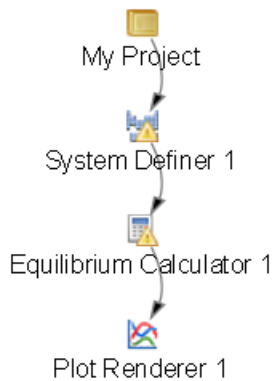 My Project
System Definer 1
Equilibrium Calculator 1
Plot Renderer 1